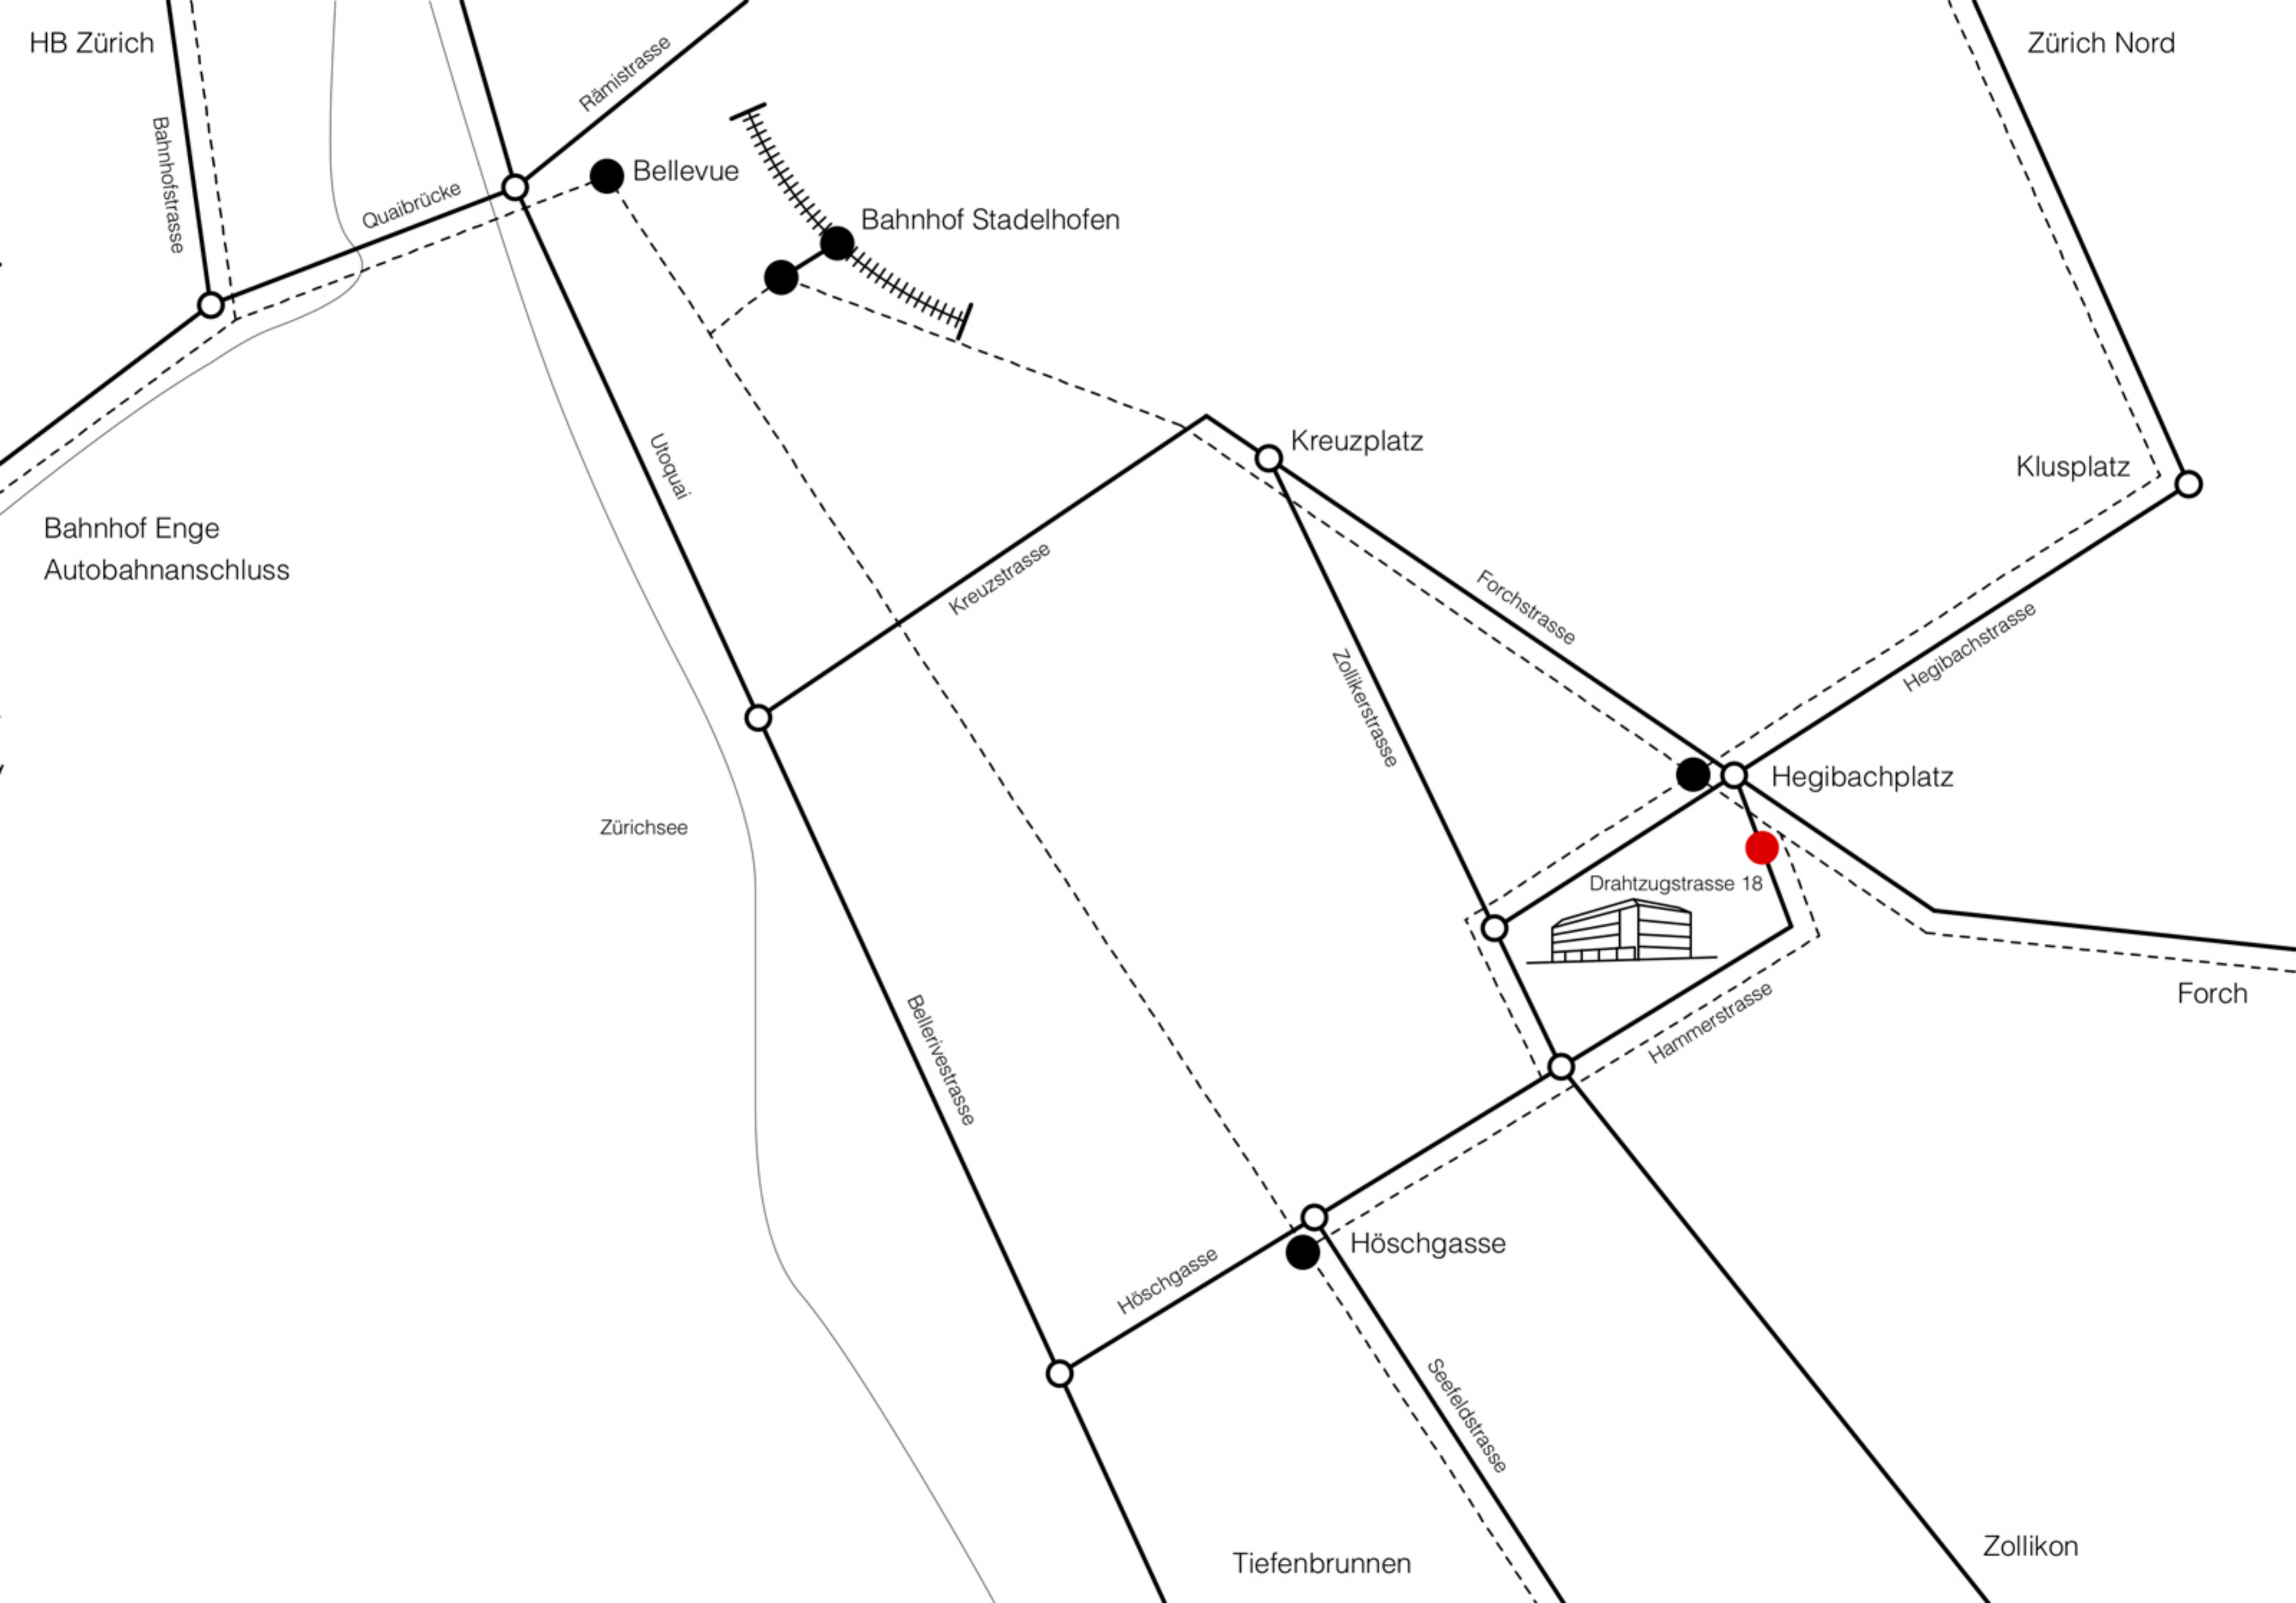 HB Zürich
Zürich Nord
Rämistrasse
Bahnhofstrasse
Quaibrücke
Bellevue
Bahnhof Stadelhofen
Kreuzplatz
Klusplatz
Utoquai
Bahnhof Enge
Autobahnanschluss
Kreuzstrasse
Forchstrasse
Hegibachstrasse
Zollikerstrasse
Hegibachplatz
Zürichsee
Drahtzugstrasse 18
Forch
Hammerstrasse
Bellerivestrasse
Höschgasse
Höschgasse
Seefeldstrasse
Tiefenbrunnen
Zollikon